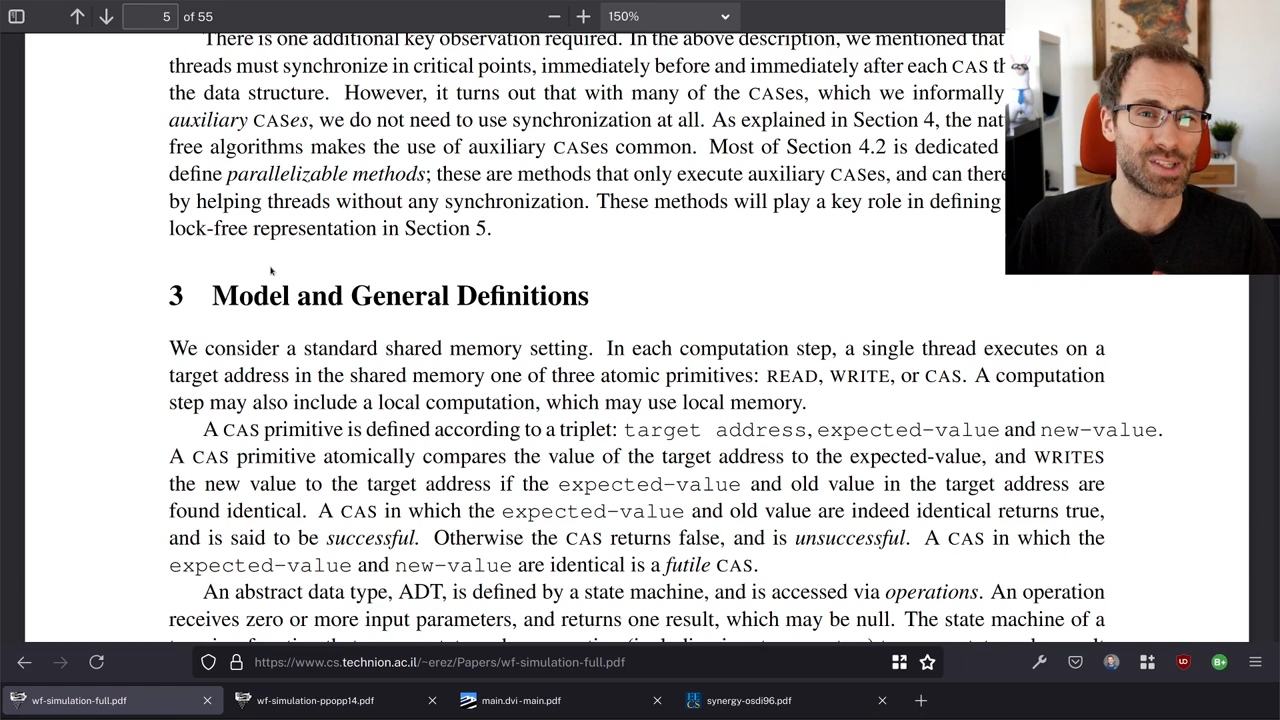 5 of 55
150%
There is one additional key observation required. In the above description, we mentioned that
threads must synchronize in critical points, immediately before and immediately after each CAS th
the data structure. However, it turns out that with many of the CASes, which we informally
auxiliary CASes, we do not need to use synchronization at all. As explained in Section 4, the nat
free algorithms makes the use of auxiliary CASes common. Most of Section 4.2 is dedicated
define parallelizable methods; these are methods that only execute auxiliary CASes, and can there
by helping threads without any synchronization. These methods will play a key role in defining
lock-free representation in Section 5.
3 Model and General Definitions
We consider a standard shared memory setting. In each computation step, a single thread executes on a
target address in the shared memory one of three atomic primitives: READ, WRITE, or CAS. A computation
step may also include a local computation, which may use local memory.
A CAS primitive is defined according to a triplet: target address, expected-value and new-value.
A CAS primitive atomically compares the value of the target address to the expected-value, and WRITES
the new value to the target address if the expected-value and old value in the target address are
found identical. A CAS in which the expected-value and old value are indeed identical returns true,
and is said to be successful. Otherwise the CAS returns false, and is unsuccessful. A CAS in which the
expected-value and new-value are identical is a futile CAS.
An abstract data type, ADT, is defined by a state machine, and is accessed via operations. An operation
receives zero or more input parameters, and returns one result, which may be null. The state machine of a
https://www.cs.technion.ac.il/~erez/Papers/wf-simulation-full.pdf
wf-simulation-full.pdf
wf-simulation-ppopp14.pdf
main.dvi - main.pdf
synergy-osdi96.pdf